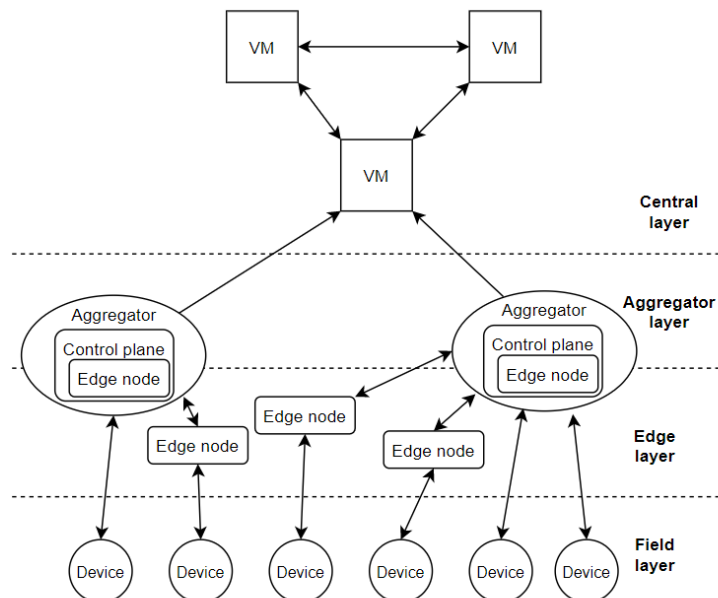 VM
VM
VM
Central
layer
Aggregator
Control plane
Edge node
Aggregator
Control plane
Edge node
Aggregator
layer
Edge node
Edge node
Edge node
Edge
layer
Device
Device
Device
Device
Device
Device
Field
layer